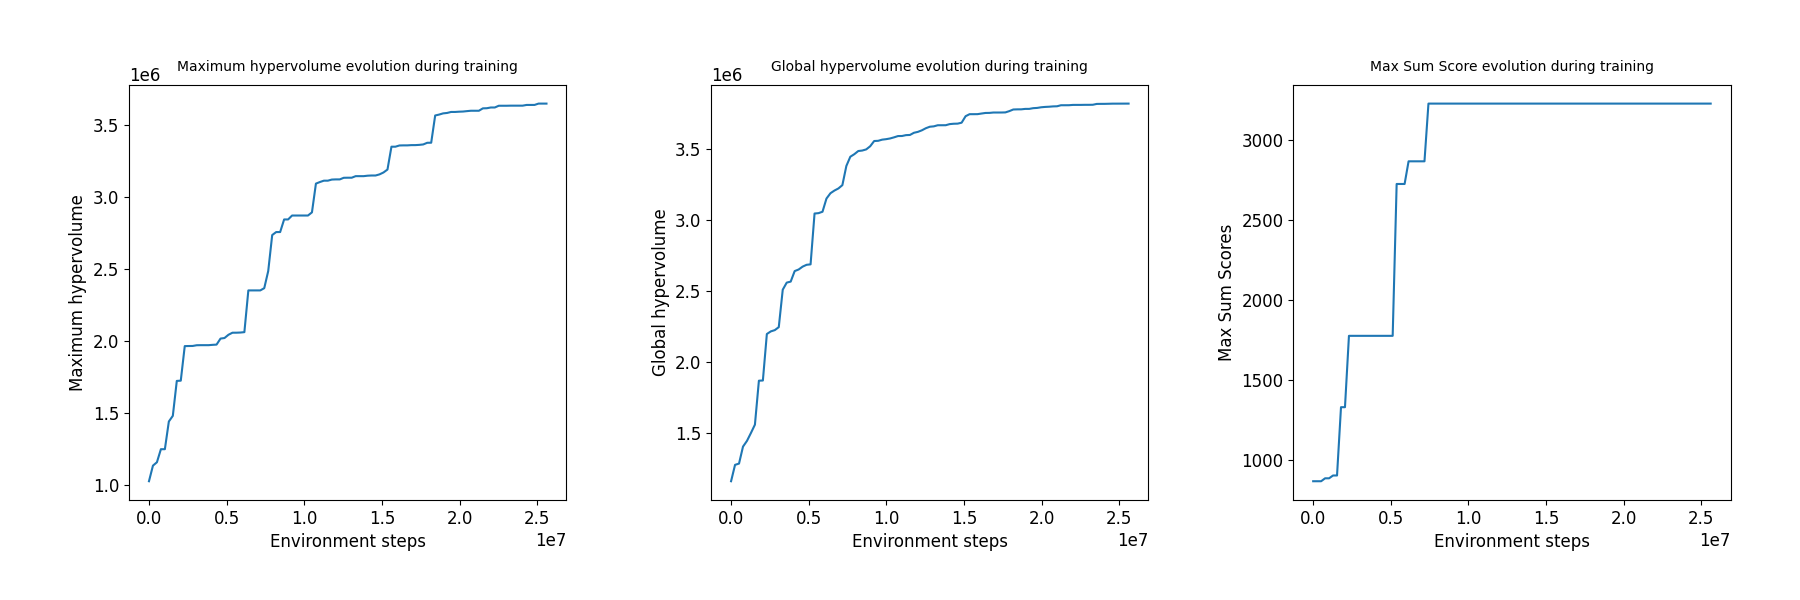 Maximum hypervolume evolution during training
1e6
Maximum hypervolume
3.5
3.0
2.5
2.0
1.5
1.0
0.0 0.5 1.0 1.5 2.0 2.5
Environment steps
1e7
Global hypervolume evolution during training
1e6
Global hypervolume
3.5
3.0
2.5
2.0
1.5
0.0 0.5 1.0 1.5 2.0 2.5
Environment steps
1e7
Max Sum Score evolution during training
Max Sum Scores
3000
2500
2000
1500
1000
0.0 0.5 1.0 1.5 2.0 2.5
Environment steps
1e7